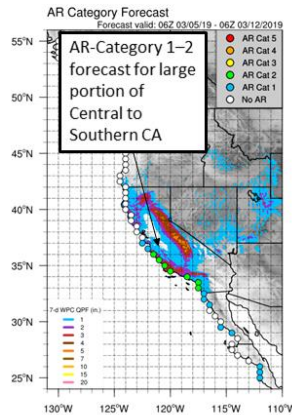 AR Category Forecast
Forecast valid: 06Z 03/05/19 - 06Z 03/12/2019
AR-Category 1–2
forecast for large
portion of
Central to
Southern CA
AR Cat 5
AR Cat 4
AR Cat 3
AR Cat 2
AR Cat 1
No AR
55°N
45°N
40°N
35°N
30°N
25°N
7-d WPC QPF (in.)
1
2
3
4
5
7
10
15
20
130°W
125°W
120°W
115°W
110°W